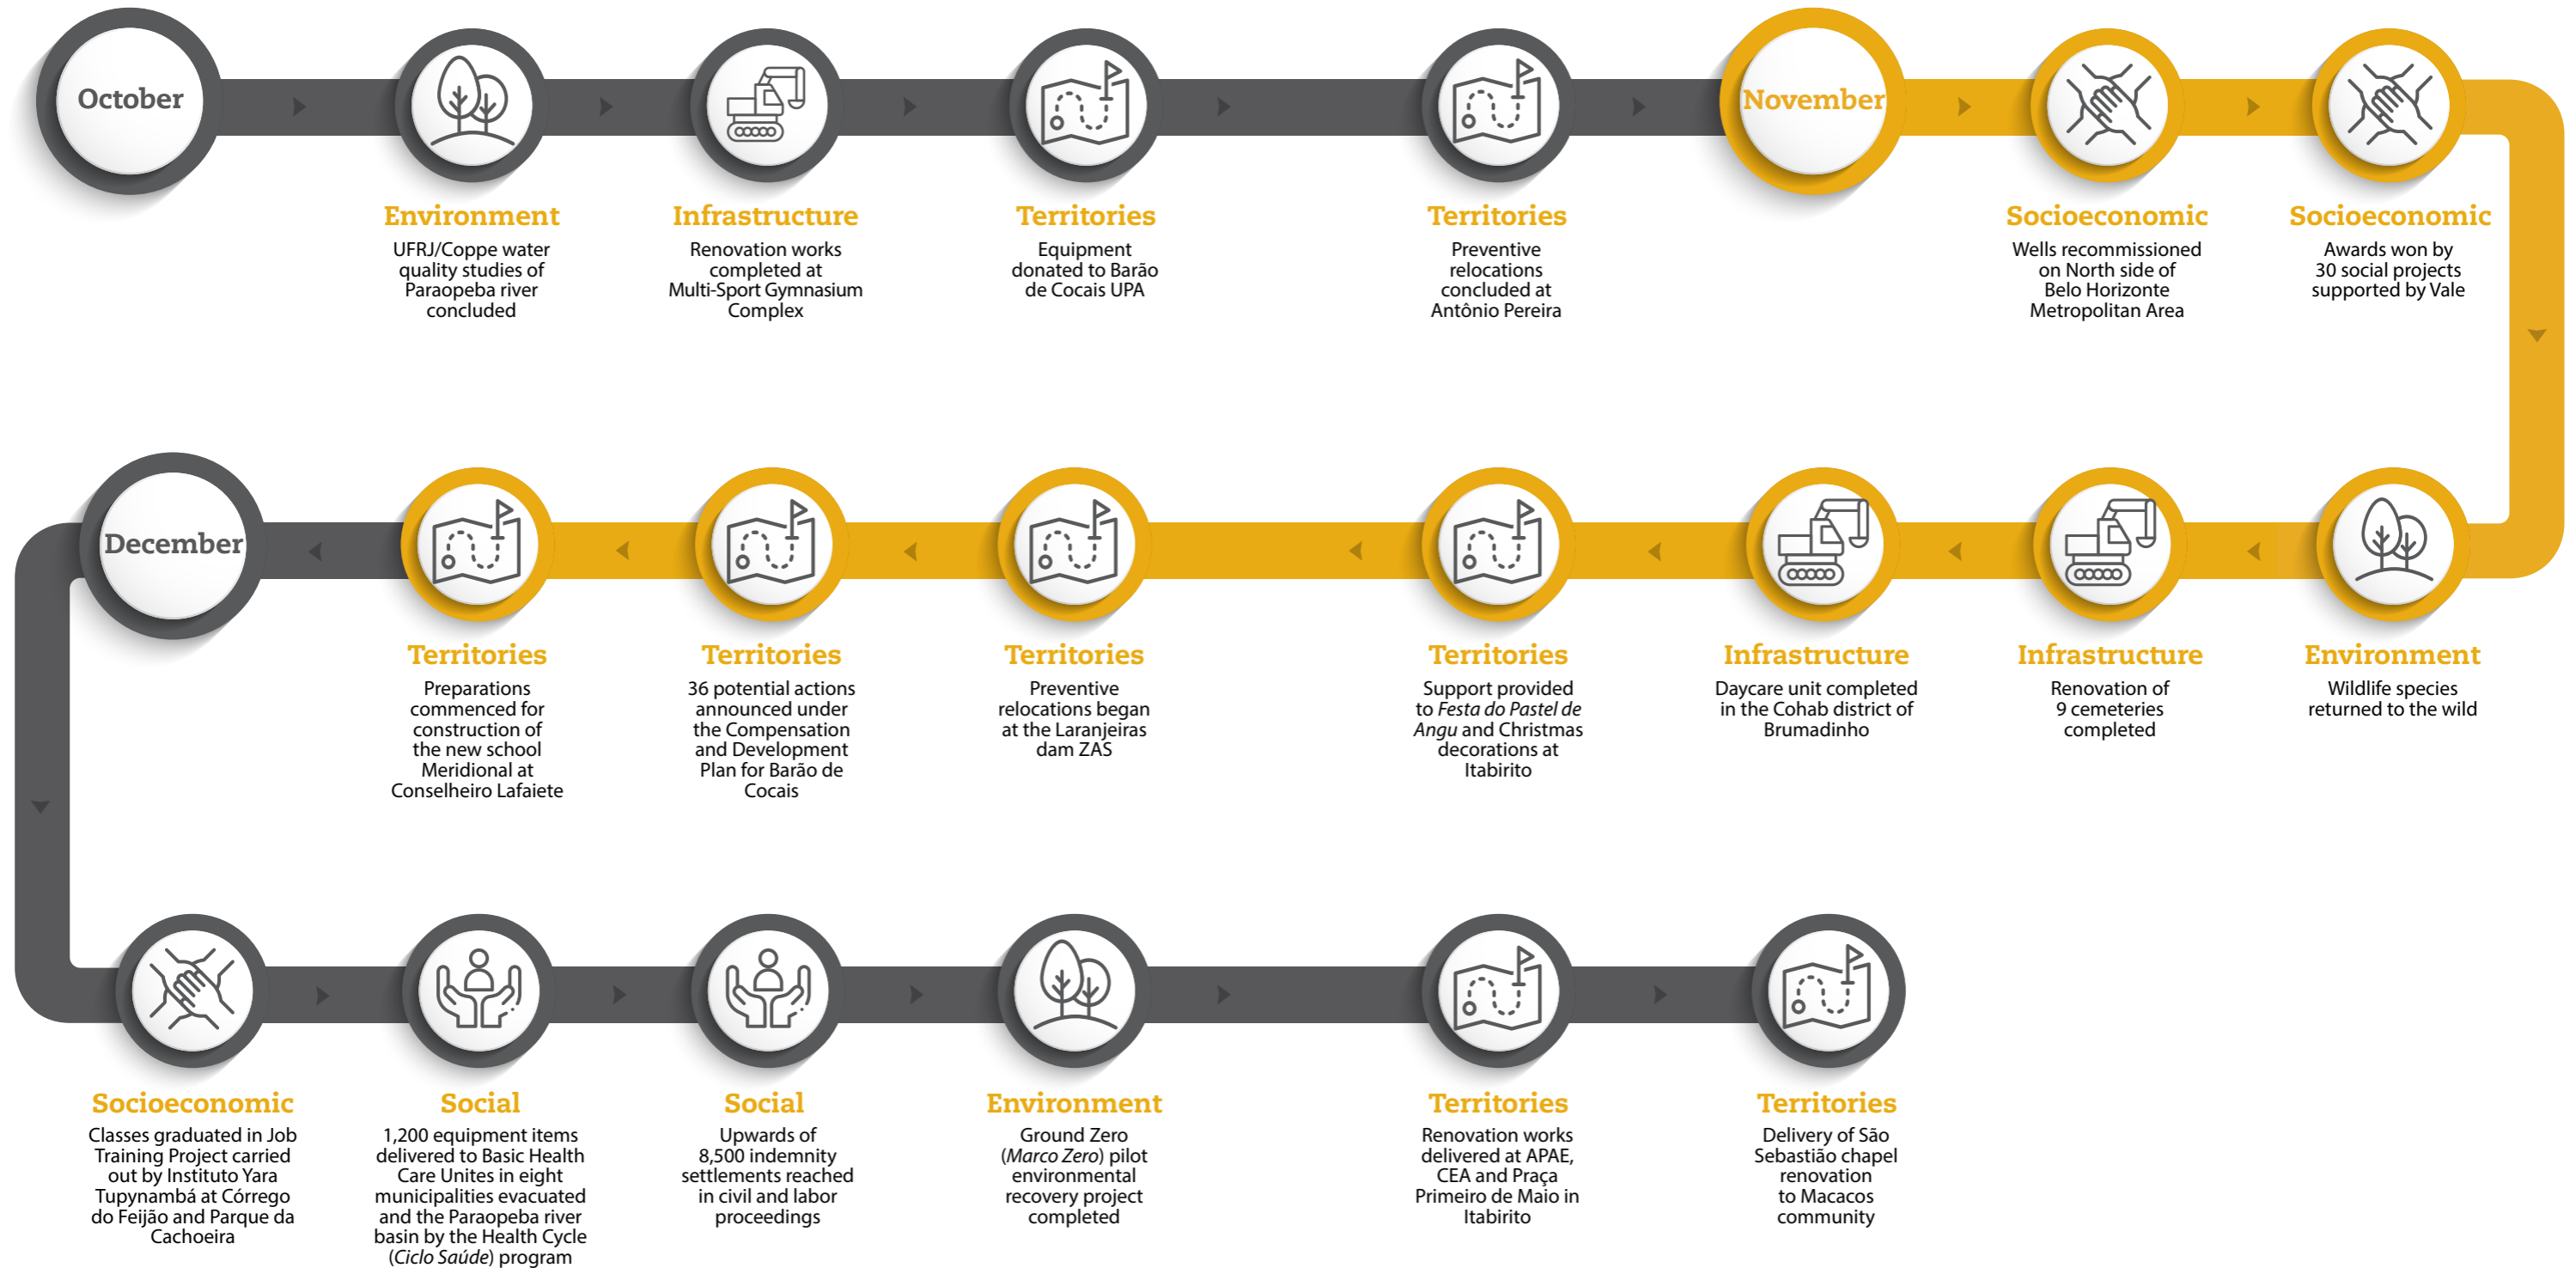 October
Environment
UFRJ/Coppe water
quality studies of
Paraopeba river
concluded
Infrastructure
Renovation works
completed at
Multi-Sport Gymnasium
Complex
Territories
Equipment
donated to Barão
de Cocais UPA
Territories
Preventive
relocations
concluded at
Antônio Pereira
November
Socioeconomic
Wells recommissioned
on North side of
Belo Horizonte
Metropolitan Area
Socioeconomic
Awards won by
30 social projects
supported by Vale
Environment
Wildlife species
returned to the wild
Infrastructure
Renovation of
9 cemeteries
completed
Infrastructure
Daycare unit completed
in the Cohab district of
Brumadinho
Territories
Support provided
to Festa do Pastel de
Angu and Christmas
decorations at
Itabirito
Territories
Preventive
relocations began
at the Laranjeiras
dam ZAS
Territories
36 potential actions
announced under
the Compensation
and Development
Plan for Barão de
Cocais
Territories
Preparations
commenced for
construction of
the new school
Meridional at
Conselheiro Lafaiete
December
Socioeconomic
Classes graduated in Job
Training Project carried
out by Instituto Yara
Tupynambá at Córrego
do Feijão and Parque da
Cachoeira
Social
1,200 equipment items
delivered to Basic Health
Care Unites in eight
municipalities evacuated
and the Paraopeba river
basin by the Health Cycle
(Ciclo Saúde) program
Social
Upwards of
8,500 indemnity
settlements reached
in civil and labor
proceedings
Environment
Ground Zero
(Marco Zero) pilot
environmental
recovery project
completed
Territories
Renovation works
delivered at APAE,
CEA and Praça
Primeiro de Maio in
Itabirito
Territories
Delivery of São
Sebastião chapel
renovation
to Macacos
community